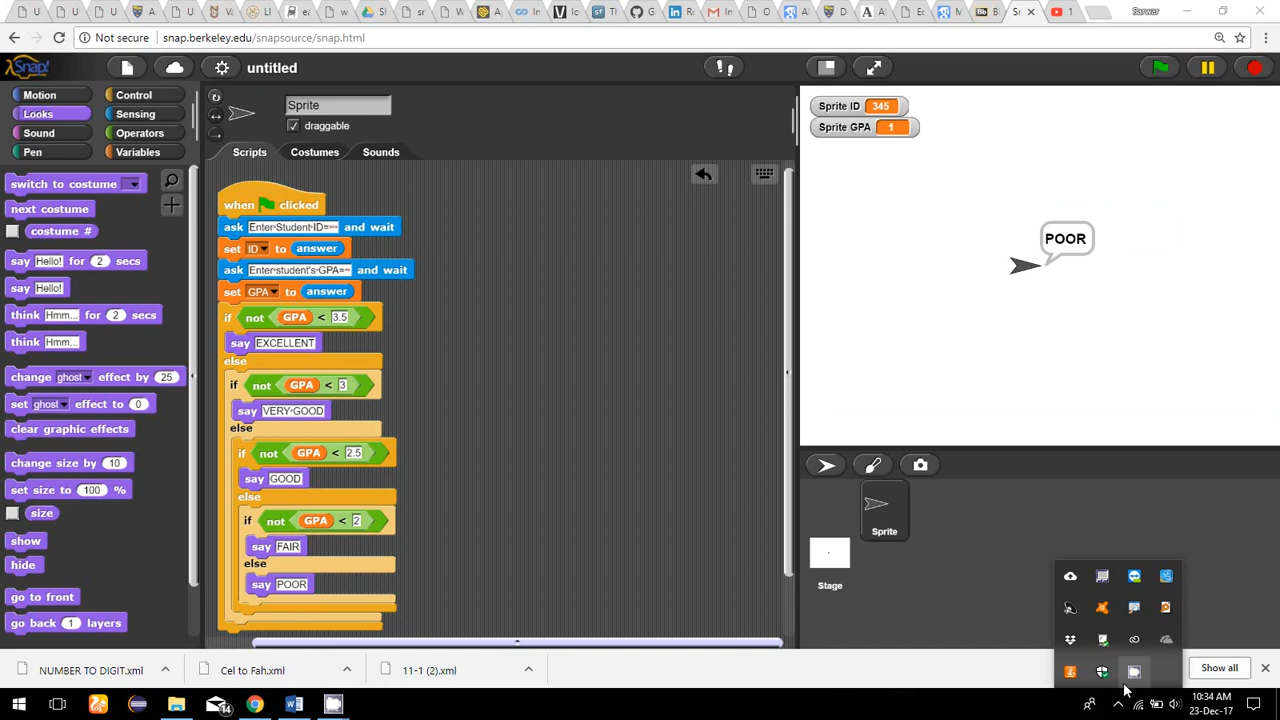 Sarwar
Not secure snap.berkeley.edu/snapsource/snap.html
Snap! untitled
Motion Control
Looks Sensing
Sound Operators
Pen Variables
switch to costume
next costume
costume #
say Hello! for 2 secs
say Hello!
think Hmm... for 2 secs
think Hmm...
change ghost effect by 25
set ghost effect to 0
clear graphic effects
change size by 10
set size to 100 %
size
show
hide
go to front
go back 1 layers
Sprite
draggable
Scripts Costumes Sounds
when clicked
ask Enter·Student·ID=== and wait
set ID to answer
ask Enter·student's·GPA== and wait
set GPA to answer
if not GPA < 3.5
say EXCELLENT
else
if not GPA < 3
say VERY·GOOD
else
if not GPA < 2.5
say GOOD
else
if not GPA < 2
say FAIR
else
say POOR
Sprite ID 345
Sprite GPA 1
POOR
Sprite
Stage
NUMBER TO DIGIT.xml Cel to Fah.xml 11-1 (2).xml Show all
14
10:34 AM
23-Dec-17